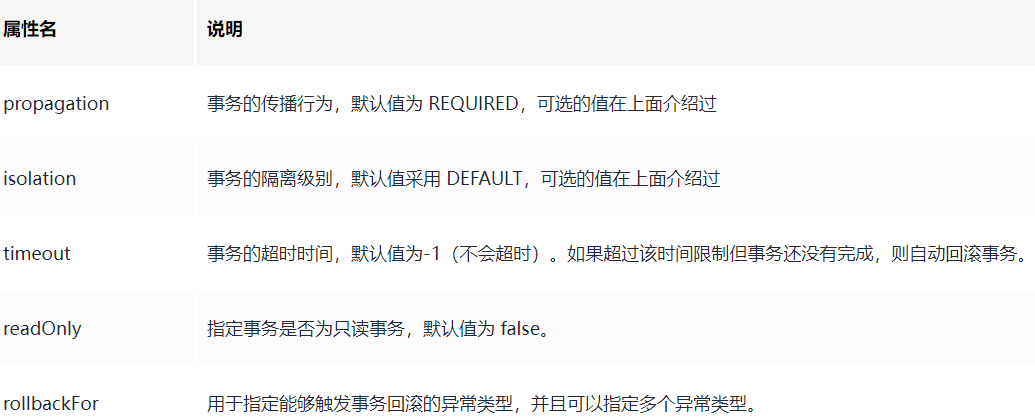 属性名 说明
propagation 事务的传播行为，默认值为 REQUIRED，可选的值在上面介绍过
isolation 事务的隔离级别，默认值采用 DEFAULT，可选的值在上面介绍过
timeout 事务的超时时间，默认值为-1（不会超时）。如果超过该时间限制但事务还没有完成，则自动回滚事务。
readOnly 指定事务是否为只读事务，默认值为 false。
rollbackFor 用于指定能够触发事务回滚的异常类型，并且可以指定多个异常类型。